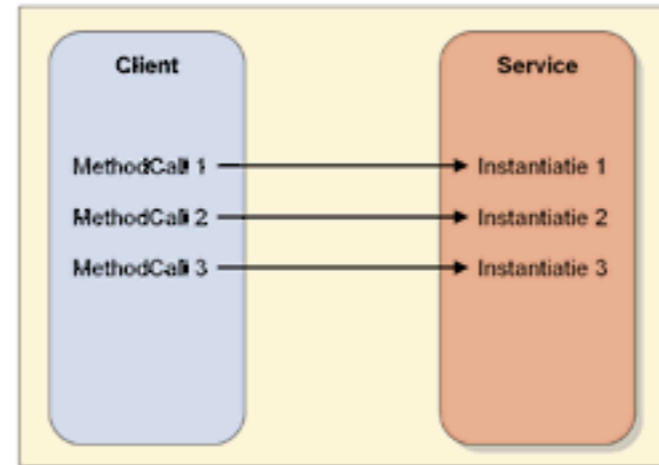 Client
Service
MethodCall 1
Instantiatie 1
MethodCall 2
Instantiatie 2
MethodCall 3
Instantiatie 3